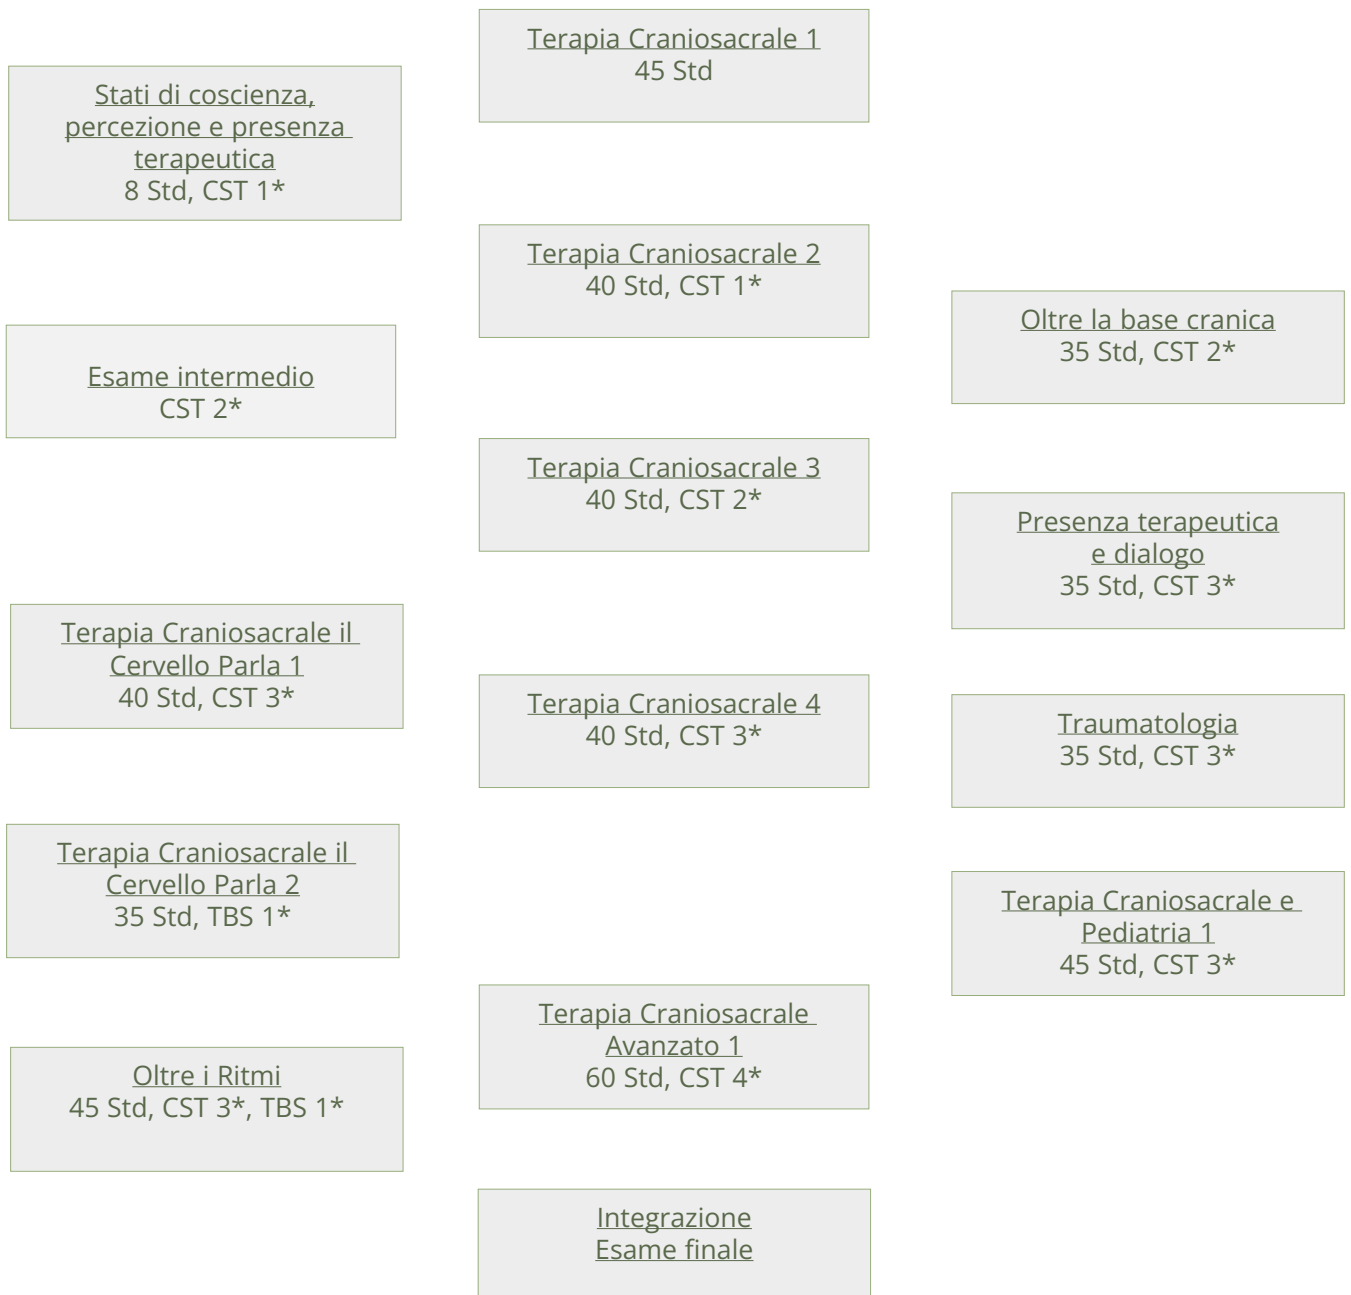 Terapia Craniosacrale 1
45 Std
Stati di coscienza,
percezione e presenza
terapeutica
8 Std, CST 1*
Terapia Craniosacrale 2
40 Std, CST 1*
Oltre la base cranica
35 Std, CST 2*
Esame intermedio
CST 2*
Terapia Craniosacrale 3
40 Std, CST 2*
Presenza terapeutica
e dialogo
35 Std, CST 3*
Terapia Craniosacrale il
Cervello Parla 1
40 Std, CST 3*
Terapia Craniosacrale 4
40 Std, CST 3*
Traumatologia
35 Std, CST 3*
Terapia Craniosacrale il
Cervello Parla 2
35 Std, TBS 1*
Terapia Craniosacrale e
Pediatria 1
45 Std, CST 3*
Terapia Craniosacrale
Avanzato 1
60 Std, CST 4*
Oltre i Ritmi
45 Std, CST 3*, TBS 1*
Integrazione
Esame finale